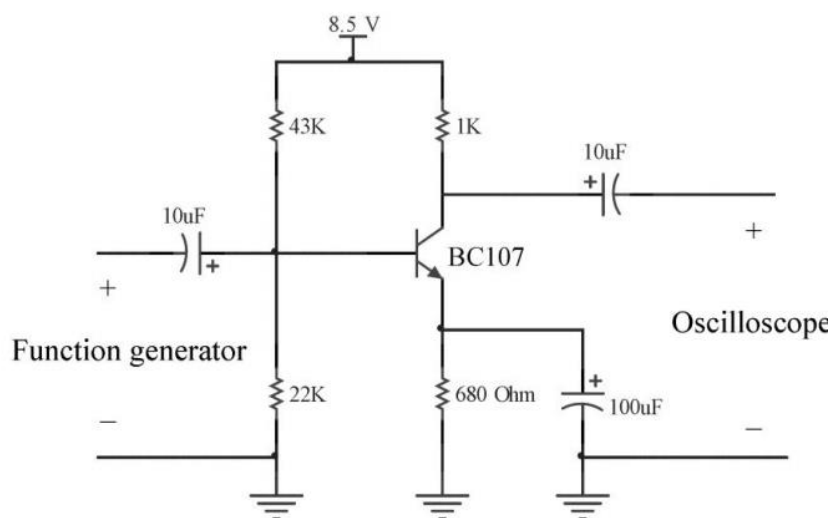 8.5 V
43K
1K
10uF
+
10uF
+
+
+
BC107
Function generator
Oscilloscope
22K
680 Ohm
+
100uF
−
−